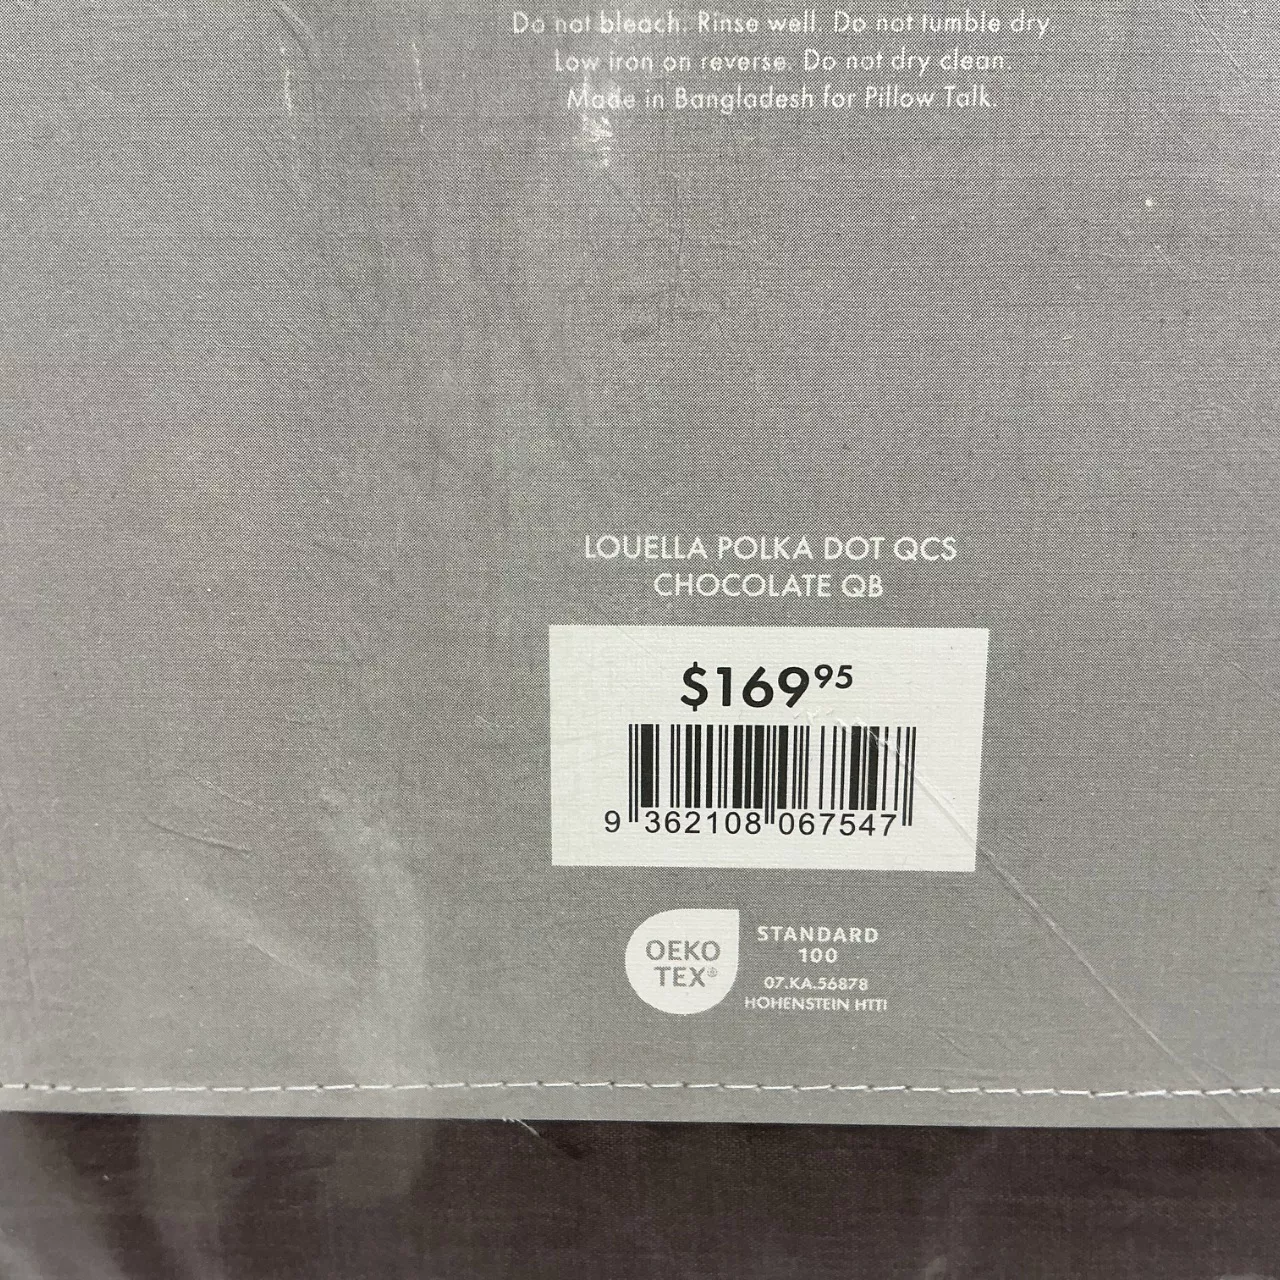 Do not bleach. Rinse well. Do not tumble dry.
Low iron on reverse. Do not dry clean.
Made in Bangladesh for Pillow Talk.
LOUELLA POLKA DOT QCS
CHOCOLATE QB
$169⁹⁵
9 362108 067547
OEKO
TEX®
STANDARD
100
07.KA.56878
HOHENSTEIN HTTI